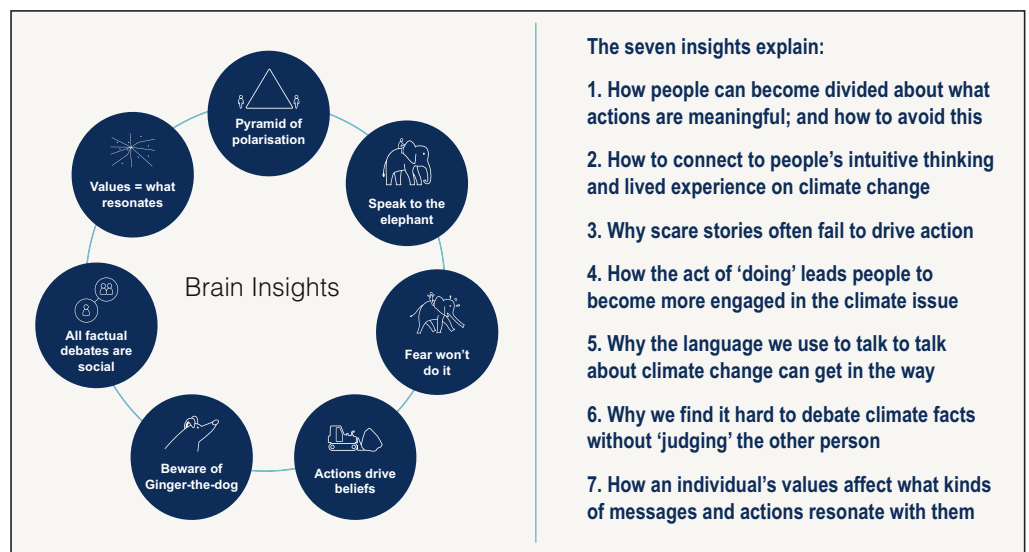 Pyramid of
polarisation
Speak to the
elephant
Fear won't
do it
Actions drive
beliefs
Beware of
Ginger-the-dog
All factual
debates are
social
Values = what
resonates
Brain Insights
The seven insights explain:
1. How people can become divided about what
actions are meaningful; and how to avoid this
2. How to connect to people's intuitive thinking
and lived experience on climate change
3. Why scare stories often fail to drive action
4. How the act of 'doing' leads people to
become more engaged in the climate issue
5. Why the language we use to talk to talk
about climate change can get in the way
6. Why we find it hard to debate climate facts
without 'judging' the other person
7. How an individual's values affect what kinds
of messages and actions resonate with them